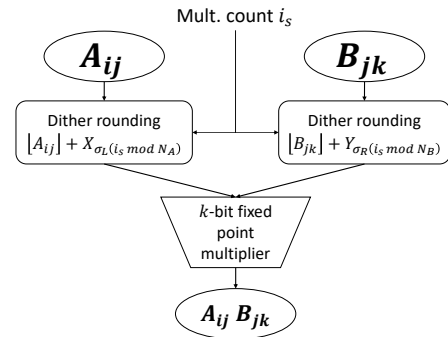 Mult. count i_s
A_ij
B_jk
Dither rounding
⌊A_ij⌋ + X_σL(i_s mod N_A)
Dither rounding
⌊B_jk⌋ + Y_σR(i_s mod N_B)
k-bit fixed
point
multiplier
A_ij B_jk